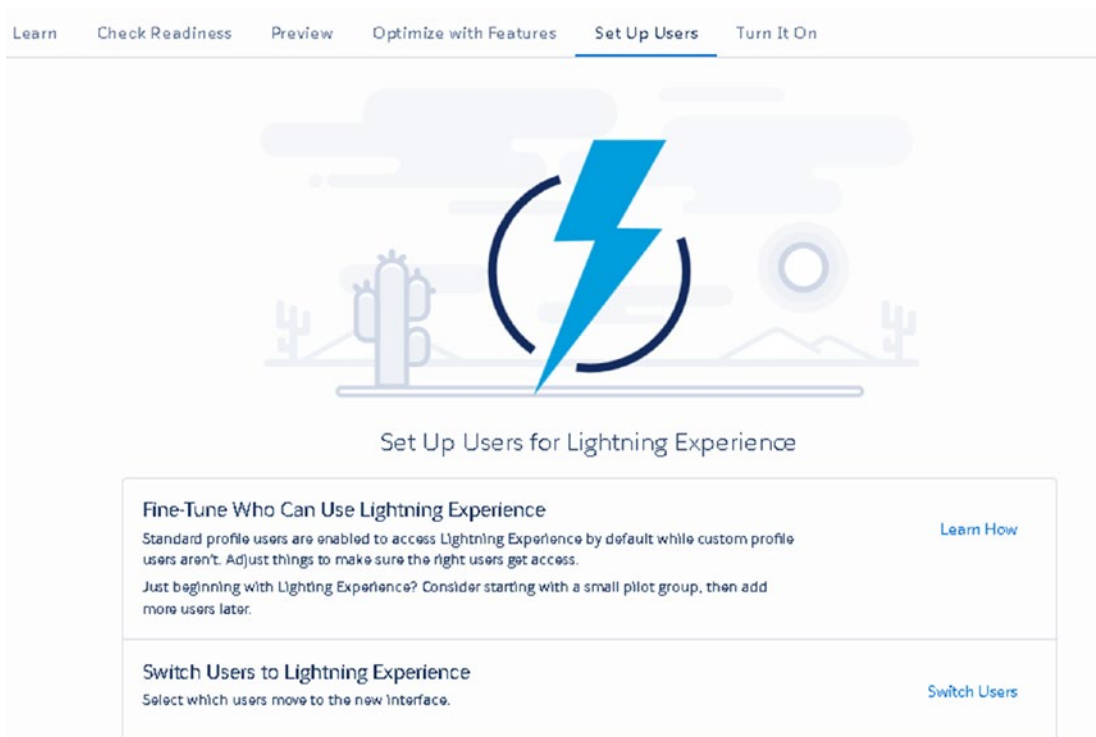 Learn Check Readiness Preview Optimize with Features Set Up Users Turn It On
Set Up Users for Lightning Experience
Fine-Tune Who Can Use Lightning Experience
Learn How
Standard profile users are enabled to access Lightning Experience by default while custom profile
users aren't. Adjust things to make sure the right users get access.
Just beginning with Lighting Experience? Consider starting with a small pilot group, then add
more users later.
Switch Users to Lightning Experience
Switch Users
Select which users move to the new interface.